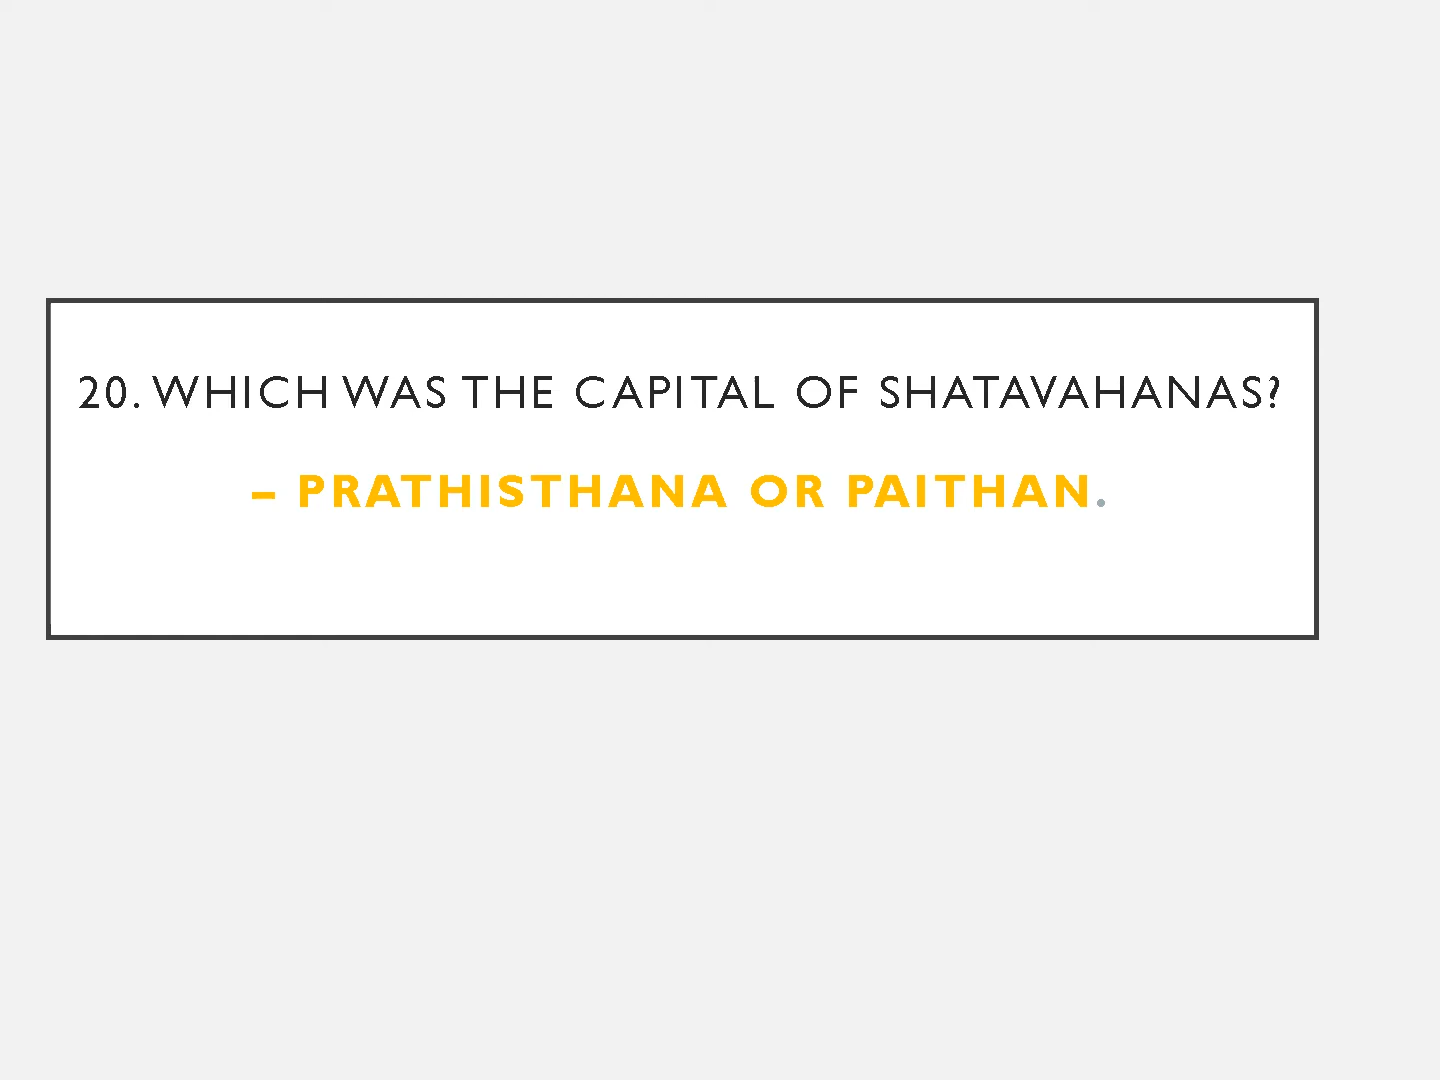 20. WHICH WAS THE CAPITAL OF SHATAVAHANAS?
– PRATHISTHANA OR PAITHAN.